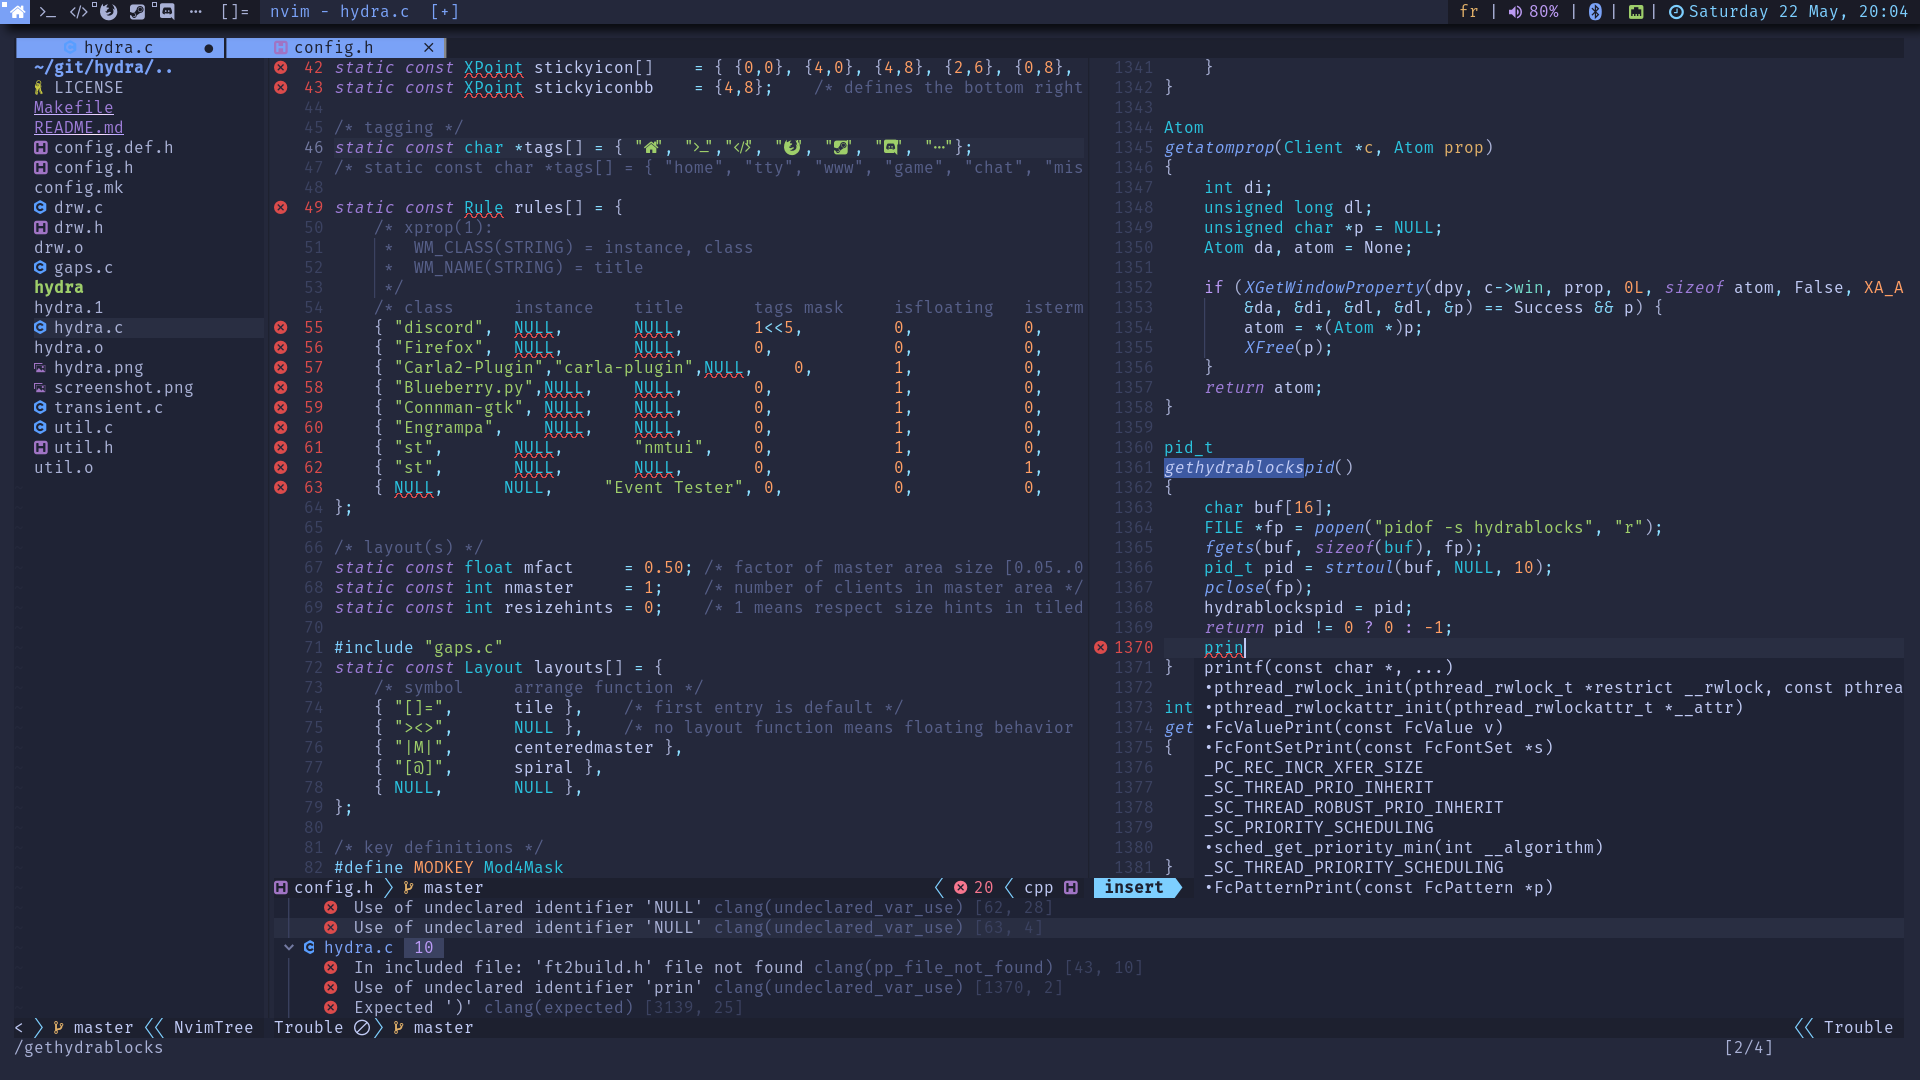 >_ </> []= nvim - hydra.c [+] fr | 80% | | | Saturday 22 May, 20:04
hydra.c ● config.h ×
~/git/hydra/..
LICENSE
Makefile
README.md
config.def.h
config.h
config.mk
drw.c
drw.h
drw.o
gaps.c
hydra
hydra.1
hydra.c
hydra.o
hydra.png
screenshot.png
transient.c
util.c
util.h
util.o
42 static const XPoint stickyicon[] = { {0,0}, {4,0}, {4,8}, {2,6}, {0,8},
43 static const XPoint stickyiconbb = {4,8}; /* defines the bottom right
44
45 /* tagging */
46 static const char *tags[] = { "", ">_","</>", "", "", "", "···"};
47 /* static const char *tags[] = { "home", "tty", "www", "game", "chat", "mis
48
49 static const Rule rules[] = {
50 /* xprop(1):
51 * WM_CLASS(STRING) = instance, class
52 * WM_NAME(STRING) = title
53 */
54 /* class instance title tags mask isfloating isterm
55 { "discord", NULL, NULL, 1<<5, 0, 0,
56 { "Firefox", NULL, NULL, 0, 0, 0,
57 { "Carla2-Plugin","carla-plugin",NULL, 0, 1, 0,
58 { "Blueberry.py",NULL, NULL, 0, 1, 0,
59 { "Connman-gtk", NULL, NULL, 0, 1, 0,
60 { "Engrampa", NULL, NULL, 0, 1, 0,
61 { "st", NULL, "nmtui", 0, 1, 0,
62 { "st", NULL, NULL, 0, 0, 1,
63 { NULL, NULL, "Event Tester", 0, 0, 0,
64 };
65
66 /* layout(s) */
67 static const float mfact = 0.50; /* factor of master area size [0.05..0
68 static const int nmaster = 1; /* number of clients in master area */
69 static const int resizehints = 0; /* 1 means respect size hints in tiled
70
71 #include "gaps.c"
72 static const Layout layouts[] = {
73 /* symbol arrange function */
74 { "[]=", tile }, /* first entry is default */
75 { "><>", NULL }, /* no layout function means floating behavior
76 { "|M|", centeredmaster },
77 { "[@]", spiral },
78 { NULL, NULL },
79 };
80
81 /* key definitions */
82 #define MODKEY Mod4Mask
config.h master 20 cpp
1341 }
1342 }
1343
1344 Atom
1345 getatomprop(Client *c, Atom prop)
1346 {
1347 int di;
1348 unsigned long dl;
1349 unsigned char *p = NULL;
1350 Atom da, atom = None;
1351
1352 if (XGetWindowProperty(dpy, c->win, prop, 0L, sizeof atom, False, XA_A
1353 &da, &di, &dl, &dl, &p) == Success && p) {
1354 atom = *(Atom *)p;
1355 XFree(p);
1356 }
1357 return atom;
1358 }
1359
1360 pid_t
1361 gethydrablockspid()
1362 {
1363 char buf[16];
1364 FILE *fp = popen("pidof -s hydrablocks", "r");
1365 fgets(buf, sizeof(buf), fp);
1366 pid_t pid = strtoul(buf, NULL, 10);
1367 pclose(fp);
1368 hydrablockspid = pid;
1369 return pid != 0 ? 0 : -1;
1370 prin
1371 } printf(const char *, ...)
1372 •pthread_rwlock_init(pthread_rwlock_t *restrict __rwlock, const pthrea
1373 int •pthread_rwlockattr_init(pthread_rwlockattr_t *__attr)
1374 get •FcValuePrint(const FcValue v)
1375 { •FcFontSetPrint(const FcFontSet *s)
1376 _PC_REC_INCR_XFER_SIZE
1377 _SC_THREAD_PRIO_INHERIT
1378 _SC_THREAD_ROBUST_PRIO_INHERIT
1379 _SC_PRIORITY_SCHEDULING
1380 •sched_get_priority_min(int __algorithm)
1381 } _SC_THREAD_PRIORITY_SCHEDULING
insert •FcPatternPrint(const FcPattern *p)
Use of undeclared identifier 'NULL' clang(undeclared_var_use) [62, 28]
Use of undeclared identifier 'NULL' clang(undeclared_var_use) [63, 4]
hydra.c 10
In included file: 'ft2build.h' file not found clang(pp_file_not_found) [43, 10]
Use of undeclared identifier 'prin' clang(undeclared_var_use) [1370, 2]
Expected ')' clang(expected) [3139, 25]
< master NvimTree Trouble master Trouble
/gethydrablocks [2/4]